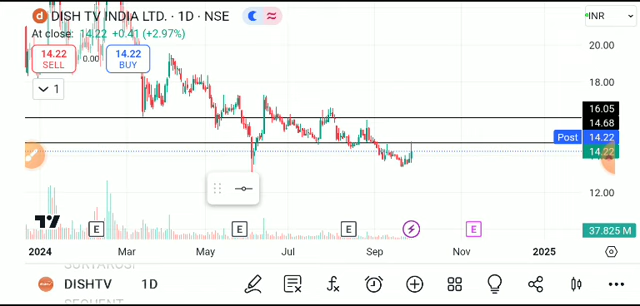 DISH TV INDIA LTD. · 1D · NSE
INR
At close: 14.22 +0.41 (+2.97%)
14.22
SELL
0.00
14.22
BUY
1
20.00
18.00
16.05
14.68
Post 14.22
14.22
12.00
37.825 M
E
E
E
E
2024
Mar
May
Jul
Sep
Nov
2025
DISHTV
1D